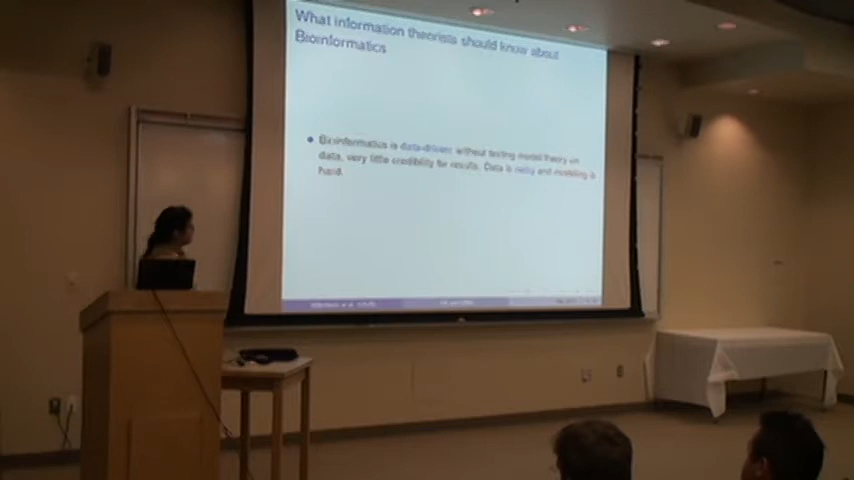 What information theorists should know about
Bioinformatics
Bioinformatics is data-driven without testing model/theory on
data, very little credibility for results. Data is noisy and modeling is
hard.